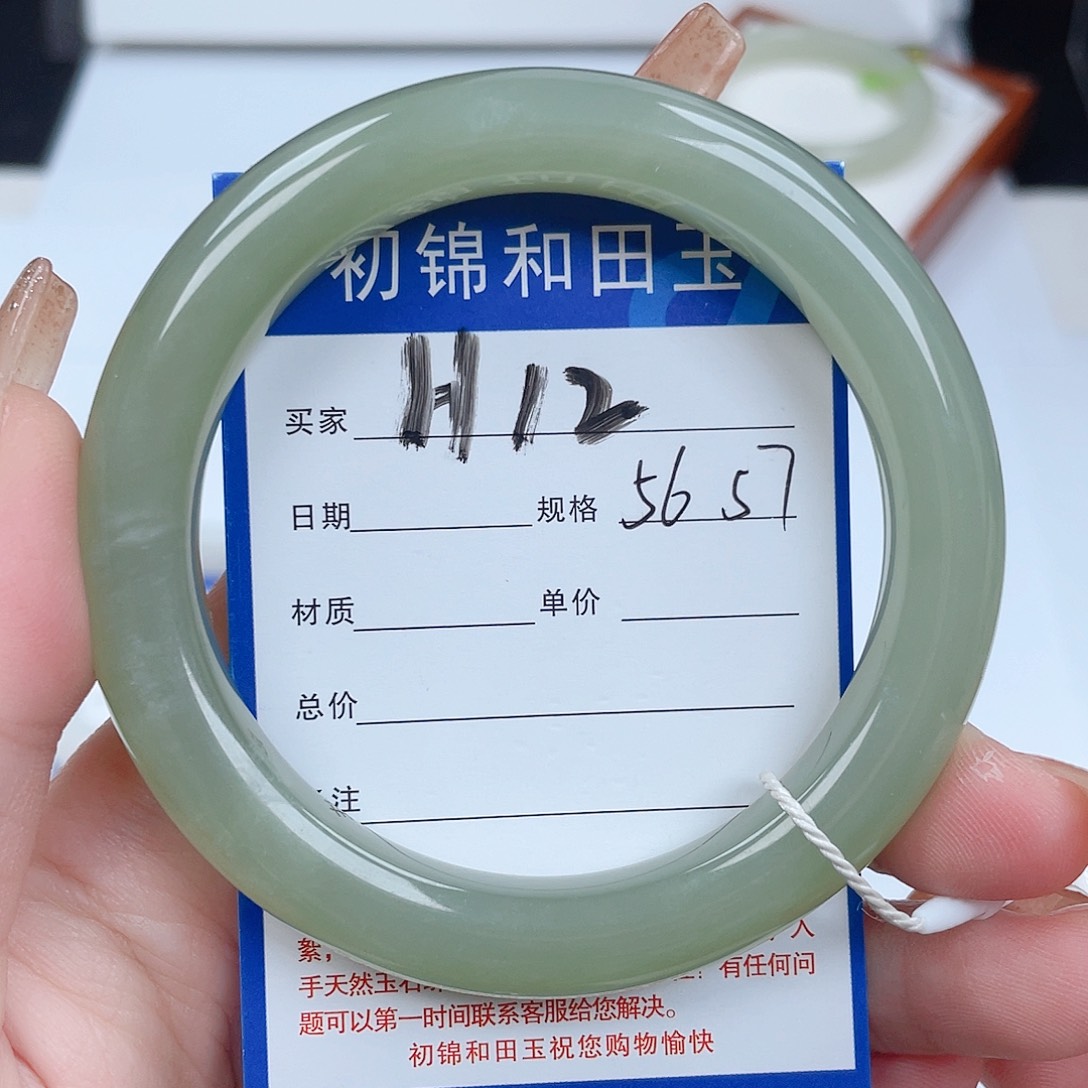 初锦和田玉
买家 H12
日期 规格 56 57
材质 单价
总价
注
絮， 人
手天然玉石 有任何问
题可以第一时间联系客服给您解决。
初锦和田玉祝您购物愉快